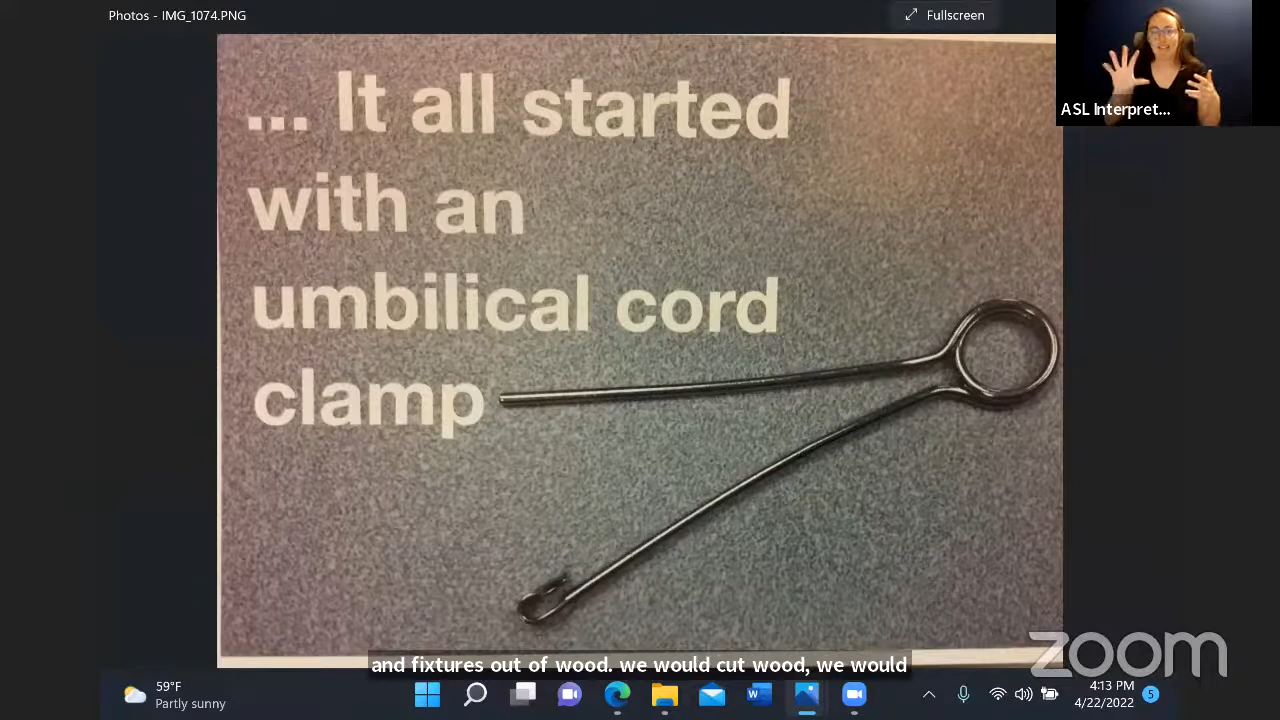 Photos - IMG_1074.PNG
Fullscreen
... It all started
with an
umbilical cord
clamp
ASL Interpret...
and fixtures out of wood. we would cut wood, we would
zoom
59°F
Partly sunny
4:13 PM
4/22/2022
5